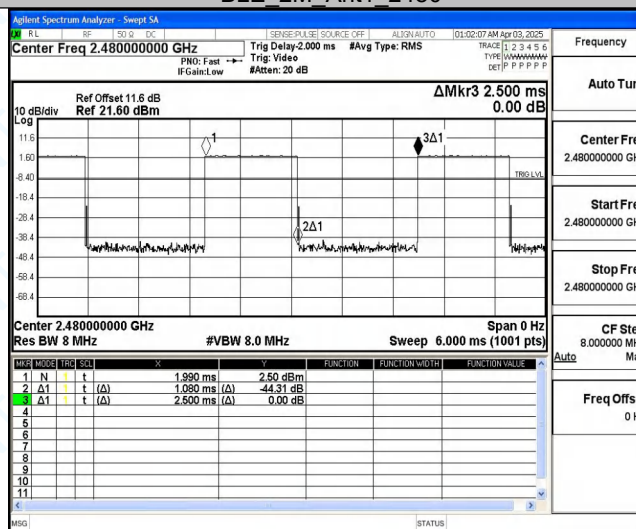 Agilent Spectrum Analyzer - Swept SA
RL RF 50 Ω DC SENSE:PULSE SOURCE OFF ALIGN AUTO 01:02:07 AM Apr 03, 2025
Center Freq 2.480000000 GHz
PNO: Fast
IFGain:Low
Trig Delay-2.000 ms
Trig: Video
#Atten: 20 dB
#Avg Type: RMS
TRACE 1 2 3 4 5 6
TYPE WWWWWW
DET P P P P P P
Ref Offset 11.6 dB
10 dB/div Ref 21.60 dBm
Log
ΔMkr3 2.500 ms
0.00 dB
11.6
1.60
-8.40
-18.4
-28.4
-38.4
-48.4
-58.4
-68.4
1
3Δ1
TRIG LVL
2Δ1
Center 2.480000000 GHz Span 0 Hz
Res BW 8 MHz #VBW 8.0 MHz Sweep 6.000 ms (1001 pts)
MKR MODE TRC SCL X Y FUNCTION FUNCTION WIDTH FUNCTION VALUE
1 N 1 t 1.990 ms 2.50 dBm
2 Δ1 1 t (Δ) 1.080 ms (Δ) -44.31 dB
3 Δ1 1 t (Δ) 2.500 ms (Δ) 0.00 dB
4
5
6
7
8
9
10
11
MSG STATUS
Frequency
Auto Tun
Center Fre
2.480000000 GH
Start Fre
2.480000000 GH
Stop Fre
2.480000000 GH
CF Ste
8.000000 MH
Auto Ma
Freq Offs
0 H